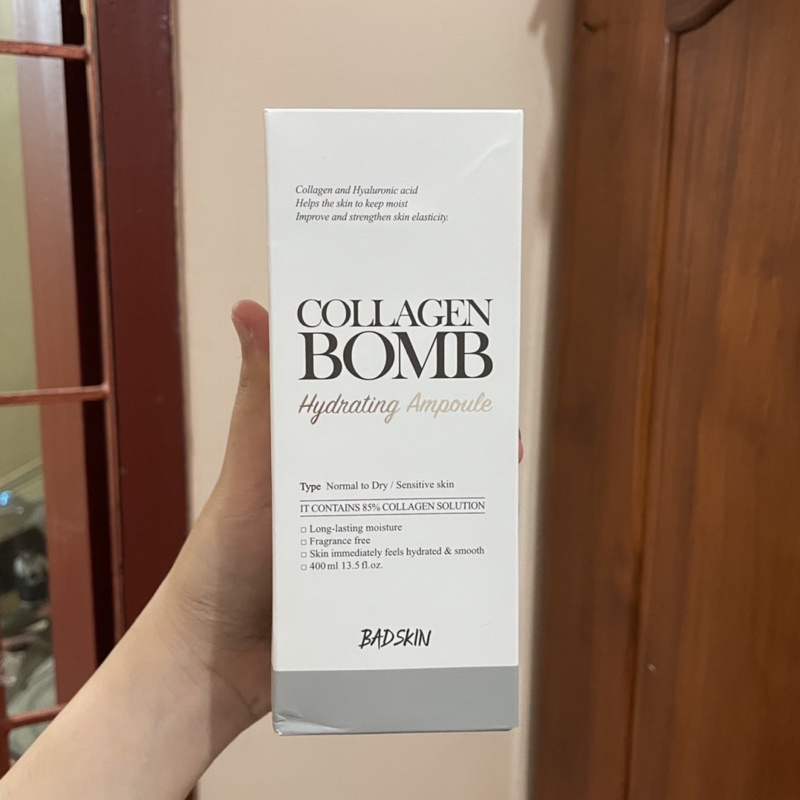 Collagen and Hyaluronic acid
Helps the skin to keep moist
Improve and strengthen skin elasticity.
COLLAGEN
BOMB
Hydrating Ampoule
Type Normal to Dry / Sensitive skin
IT CONTAINS 85% COLLAGEN SOLUTION
□ Long-lasting moisture
□ Fragrance free
□ Skin immediately feels hydrated & smooth
□ 400ml 13.5 fl.oz.
BADSKIN